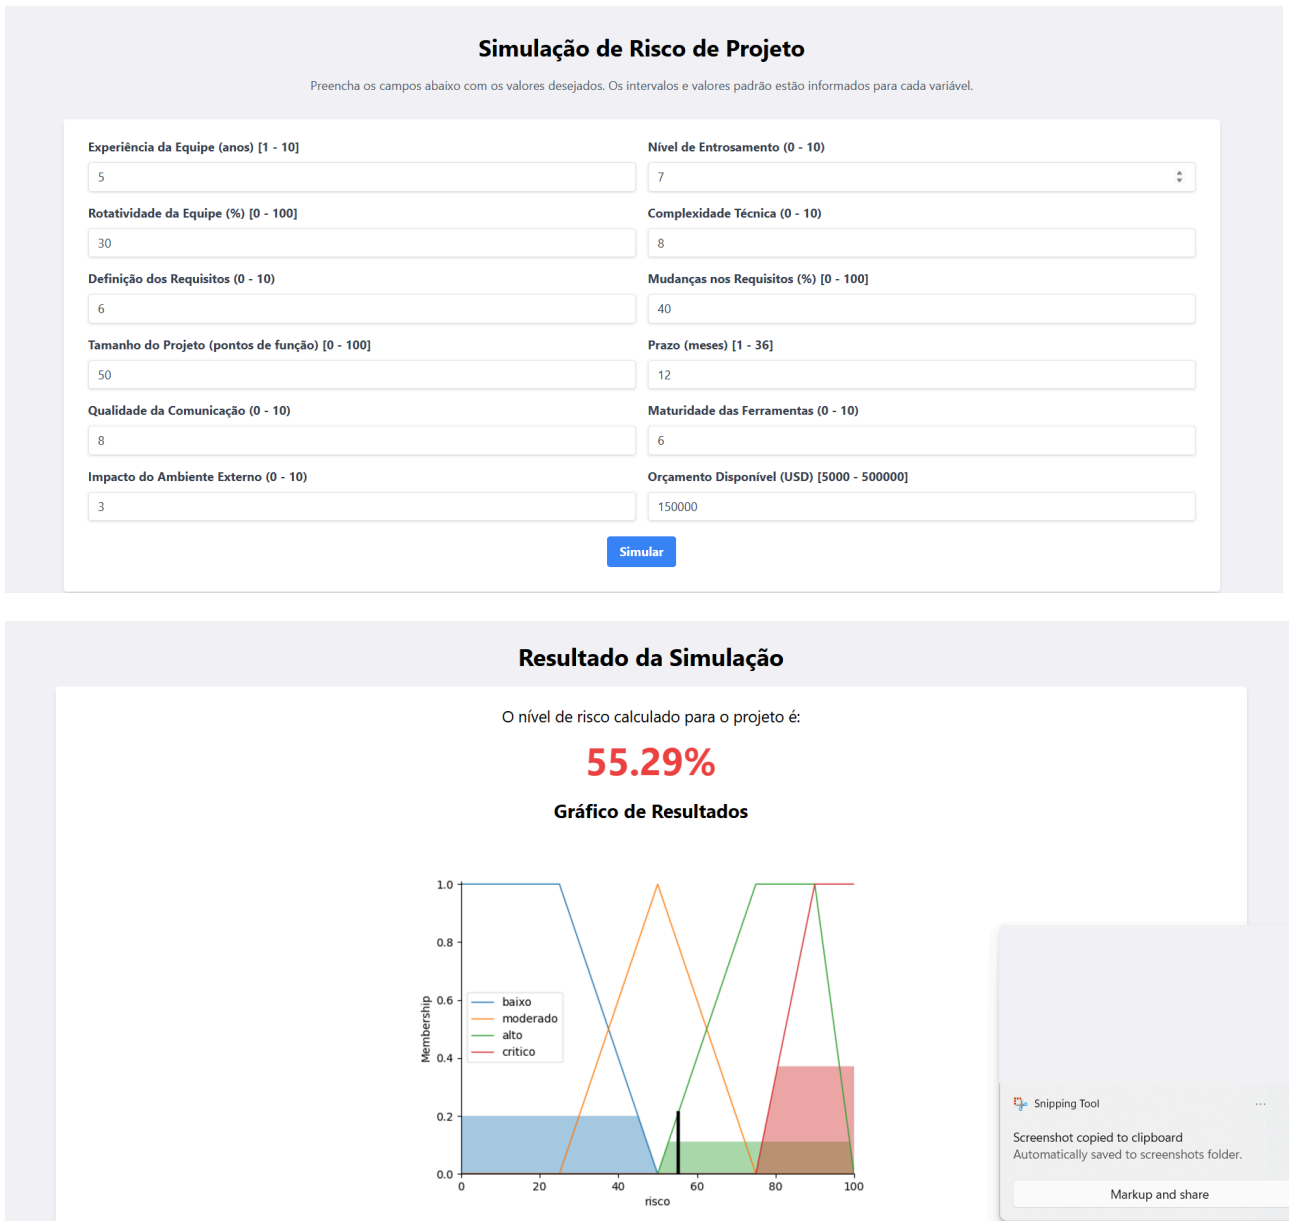 Simulação de Risco de Projeto
Preencha os campos abaixo com os valores desejados. Os intervalos e valores padrão estão informados para cada variável.
Experiência da Equipe (anos) [1 - 10]
5
Nível de Entrosamento (0 - 10)
7
Rotatividade da Equipe (%) [0 - 100]
30
Complexidade Técnica (0 - 10)
8
Definição dos Requisitos (0 - 10)
6
Mudanças nos Requisitos (%) [0 - 100]
40
Tamanho do Projeto (pontos de função) [0 - 100]
50
Prazo (meses) [1 - 36]
12
Qualidade da Comunicação (0 - 10)
8
Maturidade das Ferramentas (0 - 10)
6
Impacto do Ambiente Externo (0 - 10)
3
Orçamento Disponível (USD) [5000 - 500000]
150000
Simular
Resultado da Simulação
O nível de risco calculado para o projeto é:
55.29%
Gráfico de Resultados
1.0
0.8
0.6
0.4
0.2
0.0
Membership
baixo
moderado
alto
critico
0 20 40 60 80 100
risco
Snipping Tool
...
Screenshot copied to clipboard
Automatically saved to screenshots folder.
Markup and share